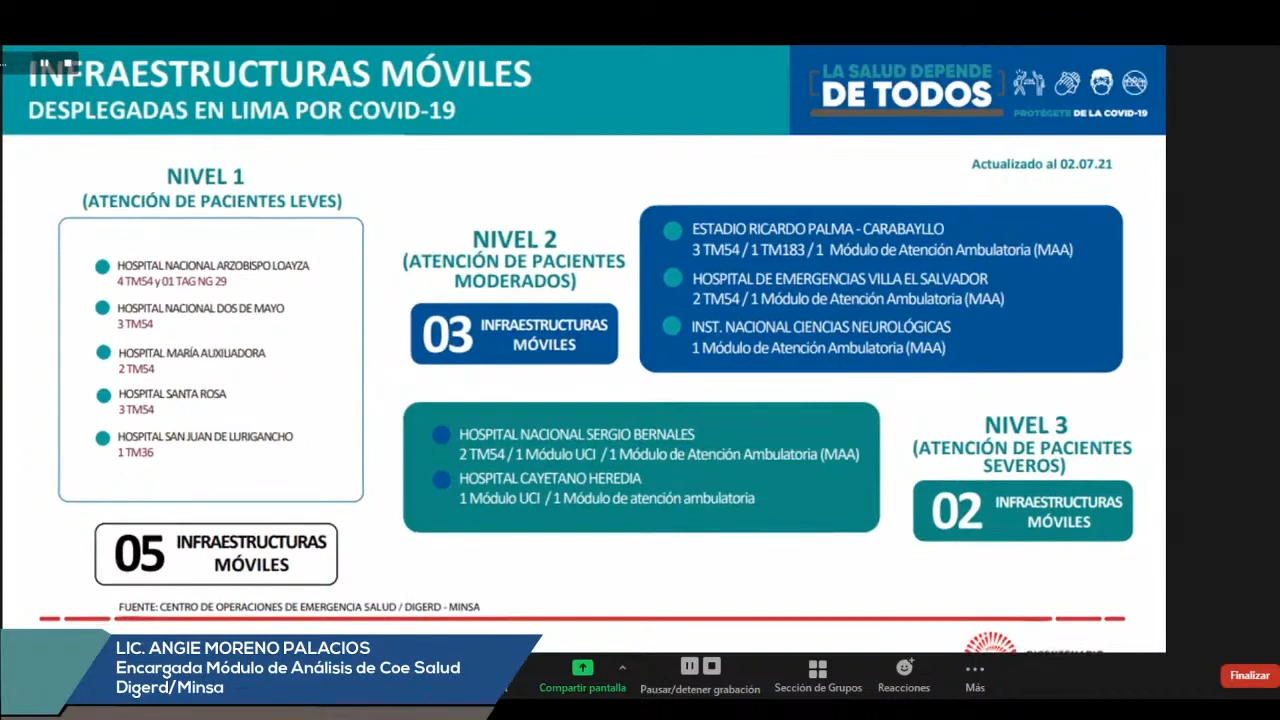 INFRAESTRUCTURAS MÓVILES
DESPLEGADAS EN LIMA POR COVID-19
LA SALUD DEPENDE
DE TODOS
PROTÉGETE DE LA COVID-19
Actualizado al 02.07.21
NIVEL 1
(ATENCIÓN DE PACIENTES LEVES)
HOSPITAL NACIONAL ARZOBISPO LOAYZA
4 TM54 y 01 TAG NG 29
HOSPITAL NACIONAL DOS DE MAYO
3 TM54
HOSPITAL MARÍA AUXILIADORA
2 TM54
HOSPITAL SANTA ROSA
3 TM54
HOSPITAL SAN JUAN DE LURIGANCHO
1 TM36
05 INFRAESTRUCTURAS
MÓVILES
NIVEL 2
(ATENCIÓN DE PACIENTES
MODERADOS)
03 INFRAESTRUCTURAS
MÓVILES
ESTADIO RICARDO PALMA - CARABAYLLO
3 TM54 / 1 TM183 / 1 Módulo de Atención Ambulatoria (MAA)
HOSPITAL DE EMERGENCIAS VILLA EL SALVADOR
2 TM54 / 1 Módulo de Atención Ambulatoria (MAA)
INST. NACIONAL CIENCIAS NEUROLÓGICAS
1 Módulo de Atención Ambulatoria (MAA)
HOSPITAL NACIONAL SERGIO BERNALES
2 TM54 / 1 Módulo UCI / 1 Módulo de Atención Ambulatoria (MAA)
HOSPITAL CAYETANO HEREDIA
1 Módulo UCI / 1 Módulo de atención ambulatoria
NIVEL 3
(ATENCIÓN DE PACIENTES
SEVEROS)
02 INFRAESTRUCTURAS
MÓVILES
FUENTE: CENTRO DE OPERACIONES DE EMERGENCIA SALUD / DIGERD - MINSA
LIC. ANGIE MORENO PALACIOS
Encargada Módulo de Análisis de Coe Salud
Digerd/Minsa
Compartir pantalla
Pausar/detener grabación
Sección de Grupos
Reacciones
Más
Finalizar